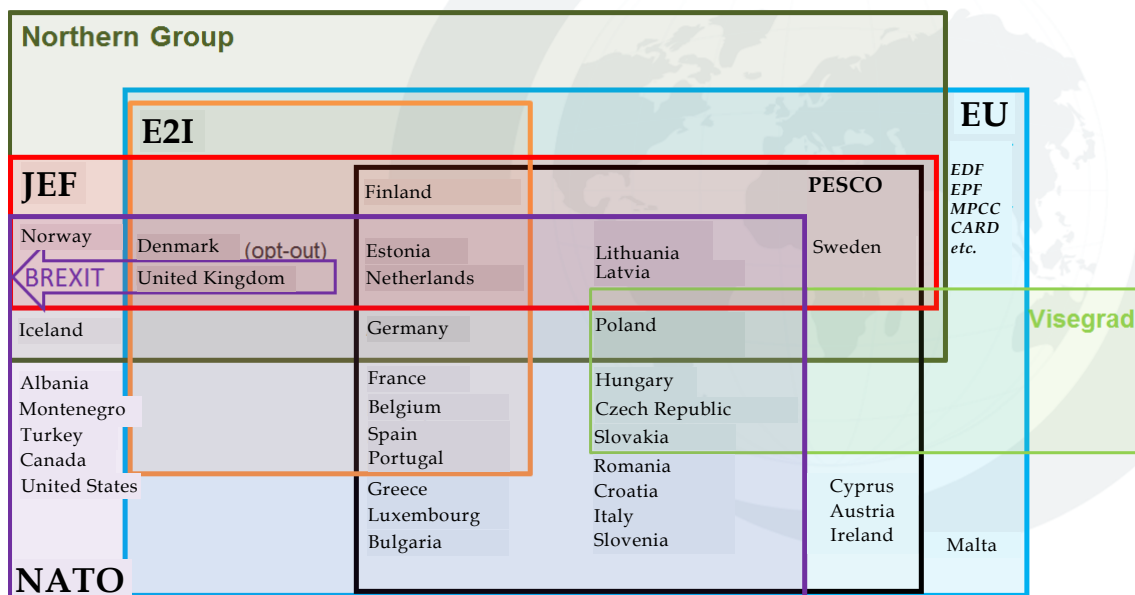 Northern Group
E2I
EU
JEF
Finland
PESCO
EDF
EPF
MPCC
CARD
etc.
Norway
Denmark (opt-out)
Estonia
Lithuania
Sweden
BREXIT
United Kingdom
Netherlands
Latvia
Iceland
Germany
Poland
Visegrad
Albania
France
Hungary
Montenegro
Belgium
Czech Republic
Turkey
Spain
Slovakia
Canada
Portugal
Romania
United States
Greece
Croatia
Cyprus
Luxembourg
Italy
Austria
Bulgaria
Slovenia
Ireland
Malta
NATO